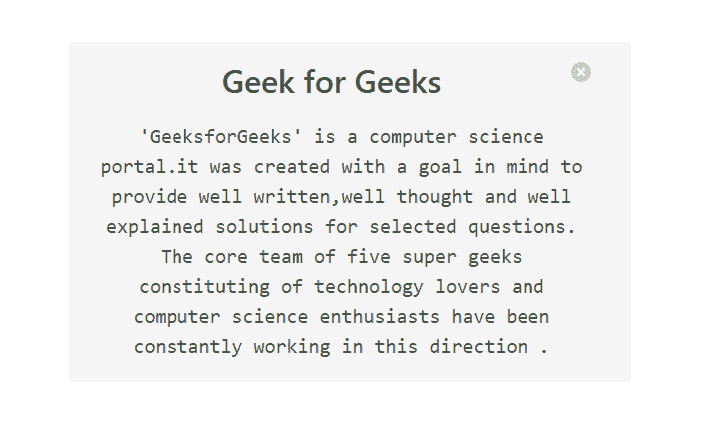 Geek for Geeks
'GeeksforGeeks' is a computer science
portal.it was created with a goal in mind to
provide well written,well thought and well
explained solutions for selected questions.
The core team of five super geeks
constituting of technology lovers and
computer science enthusiasts have been
constantly working in this direction .